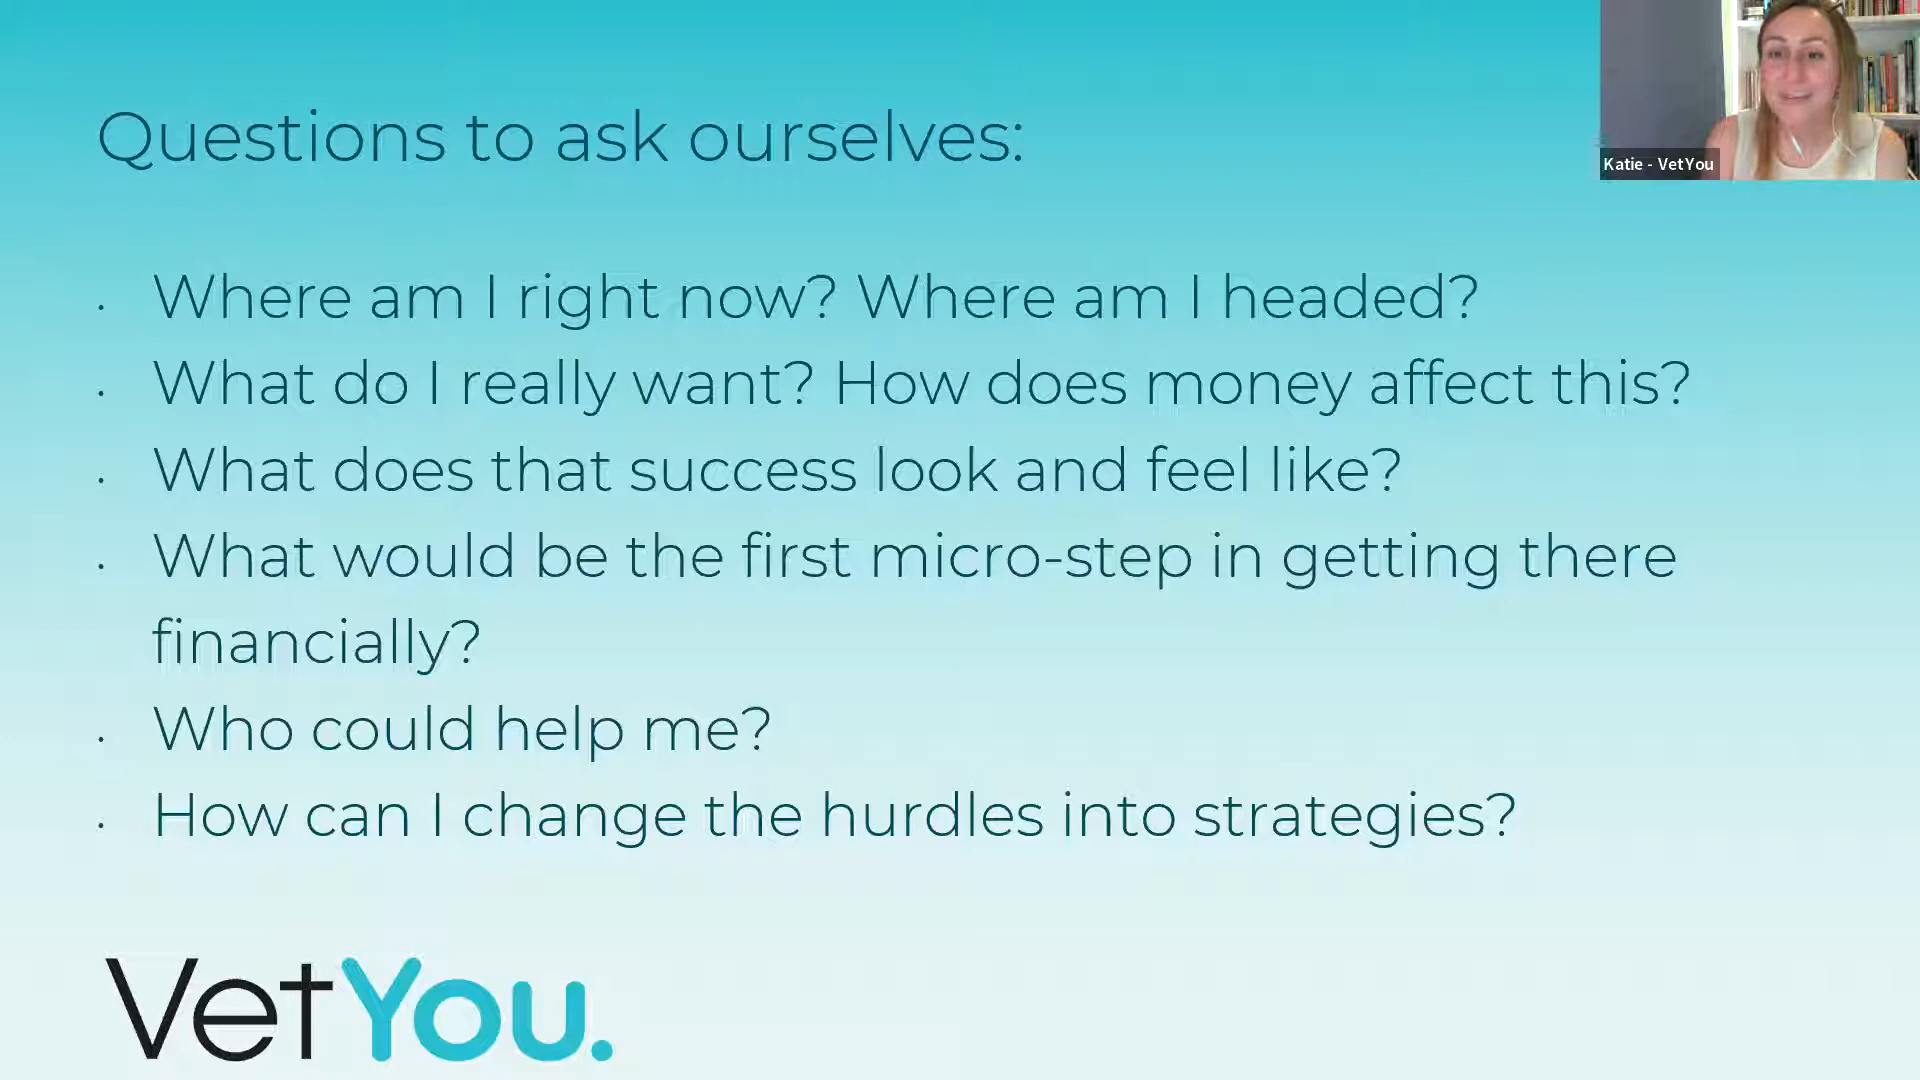 Questions to ask ourselves:
Katie - VetYou
· Where am I right now? Where am I headed?
· What do I really want? How does money affect this?
· What does that success look and feel like?
· What would be the first micro-step in getting there
financially?
· Who could help me?
· How can I change the hurdles into strategies?
VetYou.